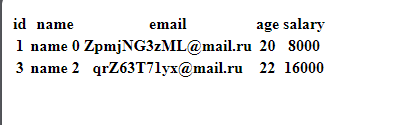 id name email age salary
1 name 0 ZpmjNG3zML@mail.ru 20 8000
3 name 2 qrZ63T71yx@mail.ru 22 16000